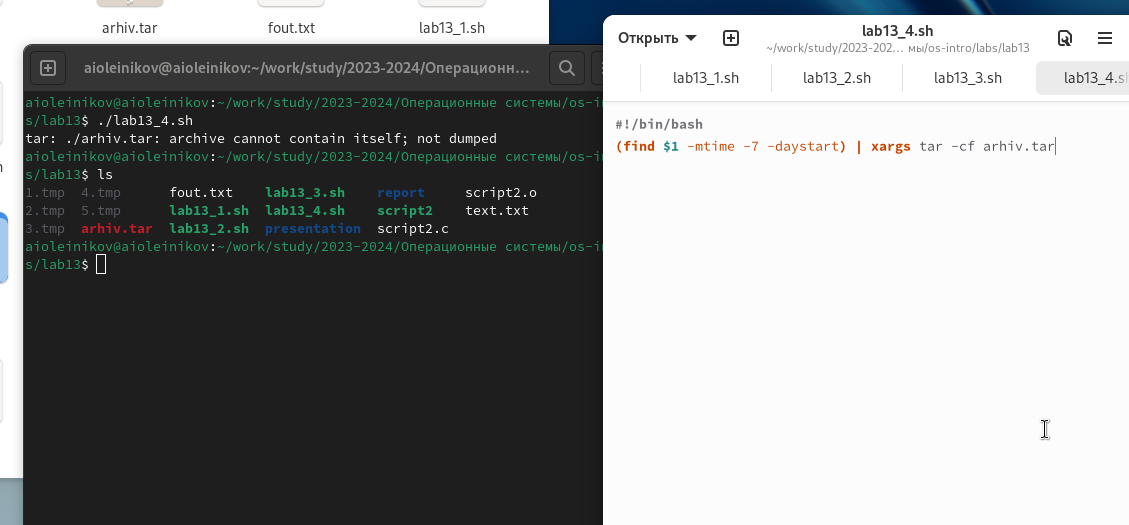 arhiv.tar fout.txt lab13_1.sh
aioleinikov@aioleinikov:~/work/study/2023-2024/Операционн...
aioleinikov@aioleinikov:~/work/study/2023-2024/Операционные системы/os-in
s/lab13$ ./lab13_4.sh
tar: ./arhiv.tar: archive cannot contain itself; not dumped
aioleinikov@aioleinikov:~/work/study/2023-2024/Операционные системы/os-in
s/lab13$ ls
1.tmp 4.tmp fout.txt lab13_3.sh report script2.o
2.tmp 5.tmp lab13_1.sh lab13_4.sh script2 text.txt
3.tmp arhiv.tar lab13_2.sh presentation script2.c
aioleinikov@aioleinikov:~/work/study/2023-2024/Операционные системы/os-in
s/lab13$
Открыть
lab13_4.sh
~/work/study/2023-202... мы/os-intro/labs/lab13
lab13_1.sh lab13_2.sh lab13_3.sh lab13_4.s
#!/bin/bash
(find $1 -mtime -7 -daystart) | xargs tar -cf arhiv.tar